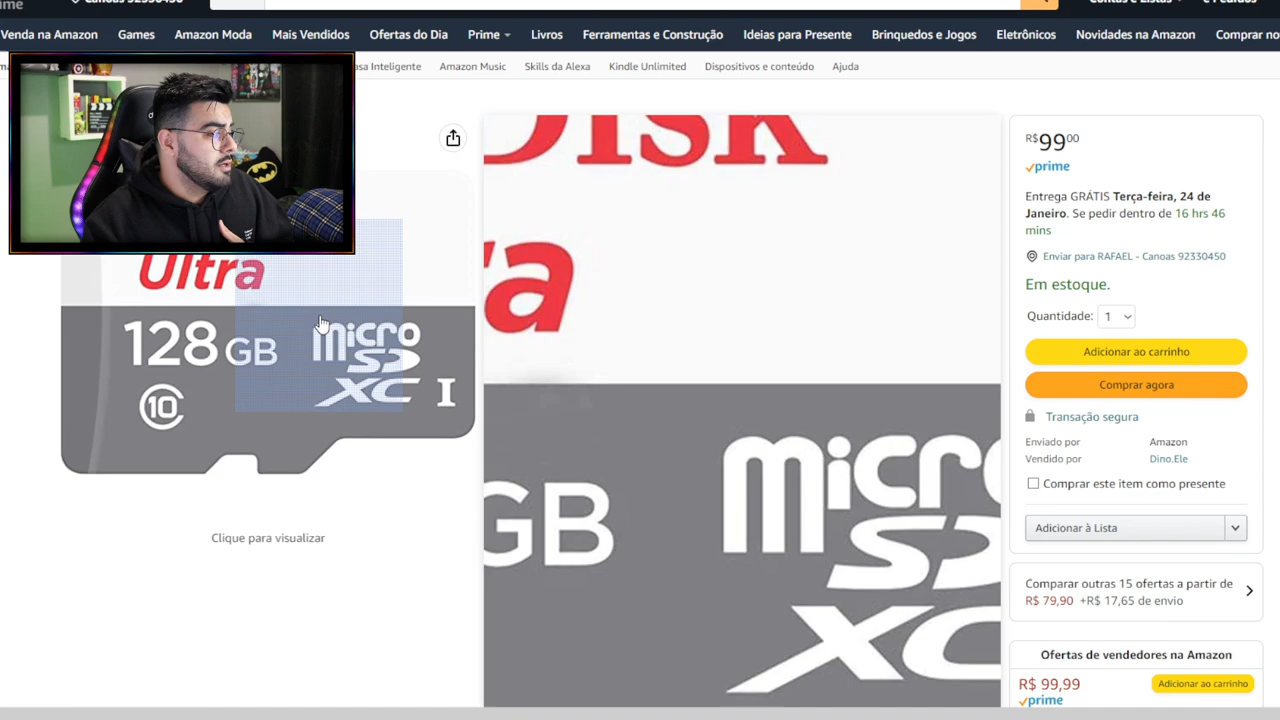 Venda na Amazon Games Amazon Moda Mais Vendidos Ofertas do Dia Prime Livros Ferramentas e Construção Ideias para Presente Brinquedos e Jogos Eletrônicos Novidades na Amazon Comprar no
asa Inteligente Amazon Music Skills da Alexa Kindle Unlimited Dispositivos e conteúdo Ajuda
Ultra
128GB
micro
SD
XC I
10
Clique para visualizar
DISK
ra
GB
micro
SD
XC
R$99 00
prime
Entrega GRÁTIS Terça-feira, 24 de
Janeiro. Se pedir dentro de 16 hrs 46
mins
Enviar para RAFAEL - Canoas 92330450
Em estoque.
Quantidade: 1
Adicionar ao carrinho
Comprar agora
Transação segura
Enviado por Amazon
Vendido por Dino.Ele
Comprar este item como presente
Adicionar à Lista
Comparar outras 15 ofertas a partir de
R$ 79,90 +R$ 17,65 de envio
Ofertas de vendedores na Amazon
R$ 99,99 Adicionar ao carrinho
prime